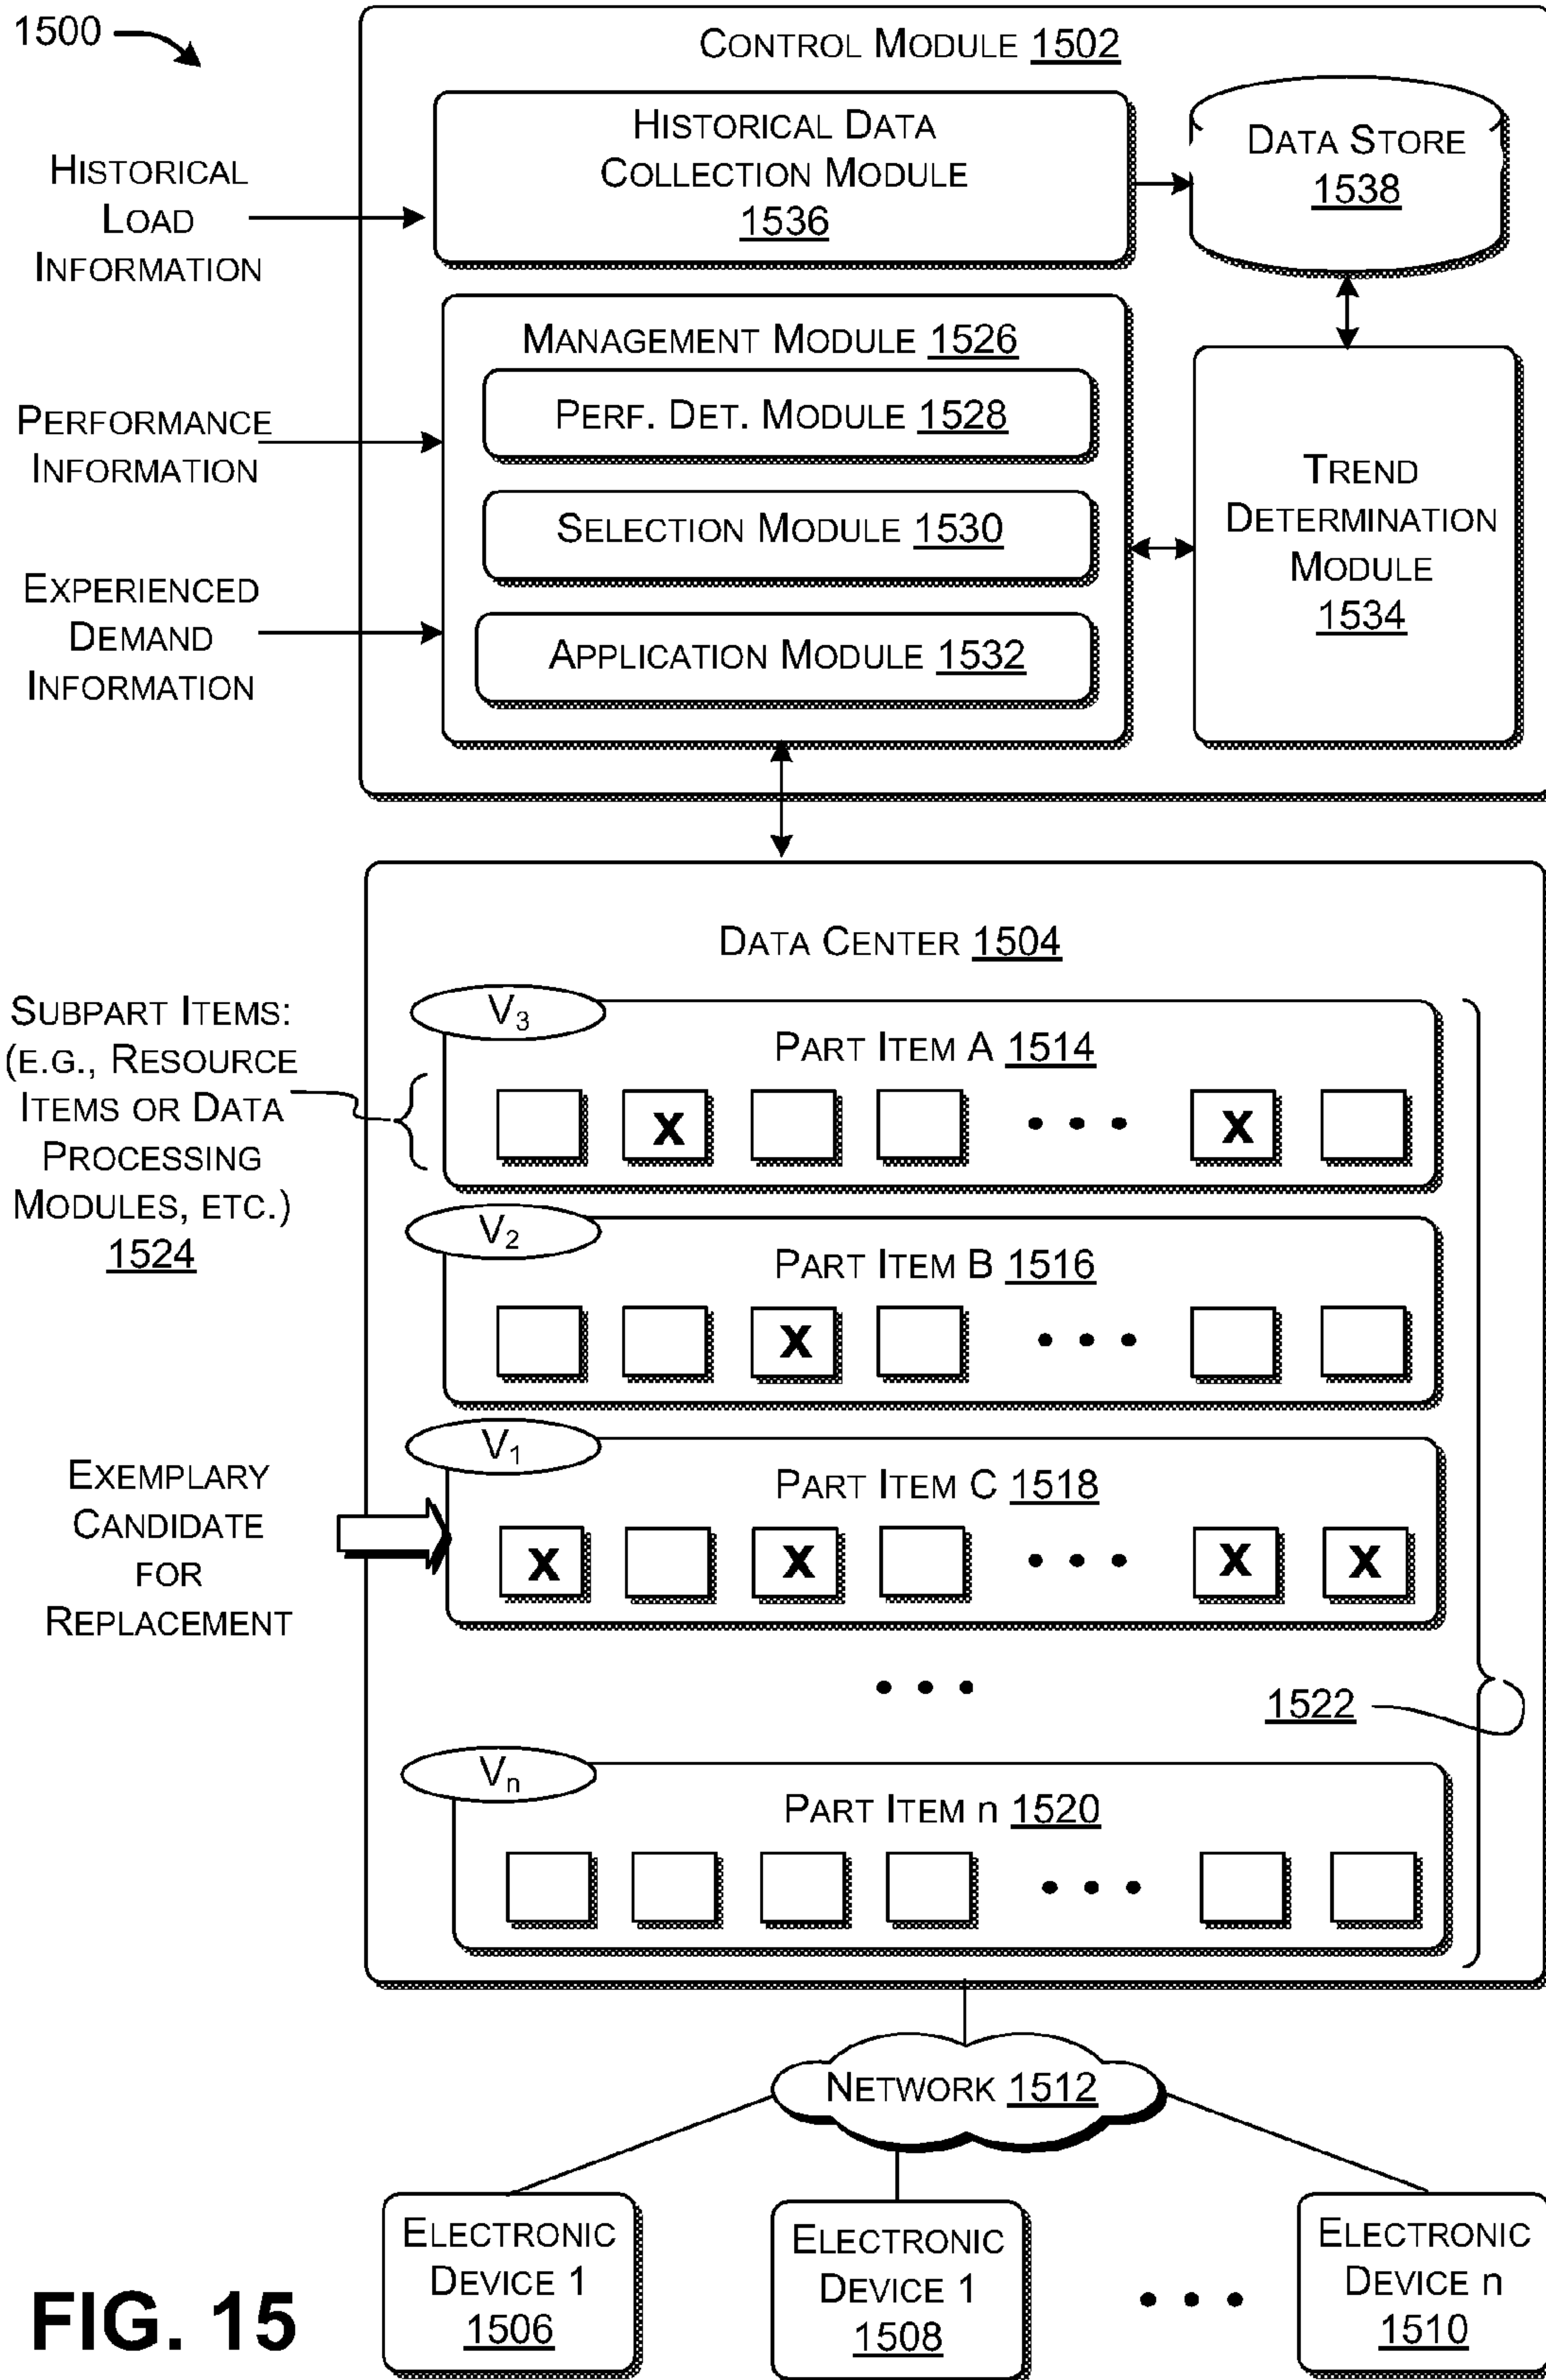 1500
CONTROL MODULE 1502
HISTORICAL
LOAD
INFORMATION
HISTORICAL DATA
COLLECTION MODULE
1536
DATA STORE
1538
MANAGEMENT MODULE 1526
PERFORMANCE
INFORMATION
PERF. DET. MODULE 1528
SELECTION MODULE 1530
EXPERIENCED
DEMAND
INFORMATION
APPLICATION MODULE 1532
TREND
DETERMINATION
MODULE
1534
DATA CENTER 1504
SUBPART ITEMS:
(E.G., RESOURCE
ITEMS OR DATA
PROCESSING
MODULES, ETC.)
1524
V3
PART ITEM A 1514
X X
V2
PART ITEM B 1516
X
V1
PART ITEM C 1518
EXEMPLARY
CANDIDATE
FOR
REPLACEMENT
X X X X
1522
Vn
PART ITEM n 1520
NETWORK 1512
ELECTRONIC
DEVICE 1
1506
ELECTRONIC
DEVICE 1
1508
ELECTRONIC
DEVICE n
1510
FIG. 15